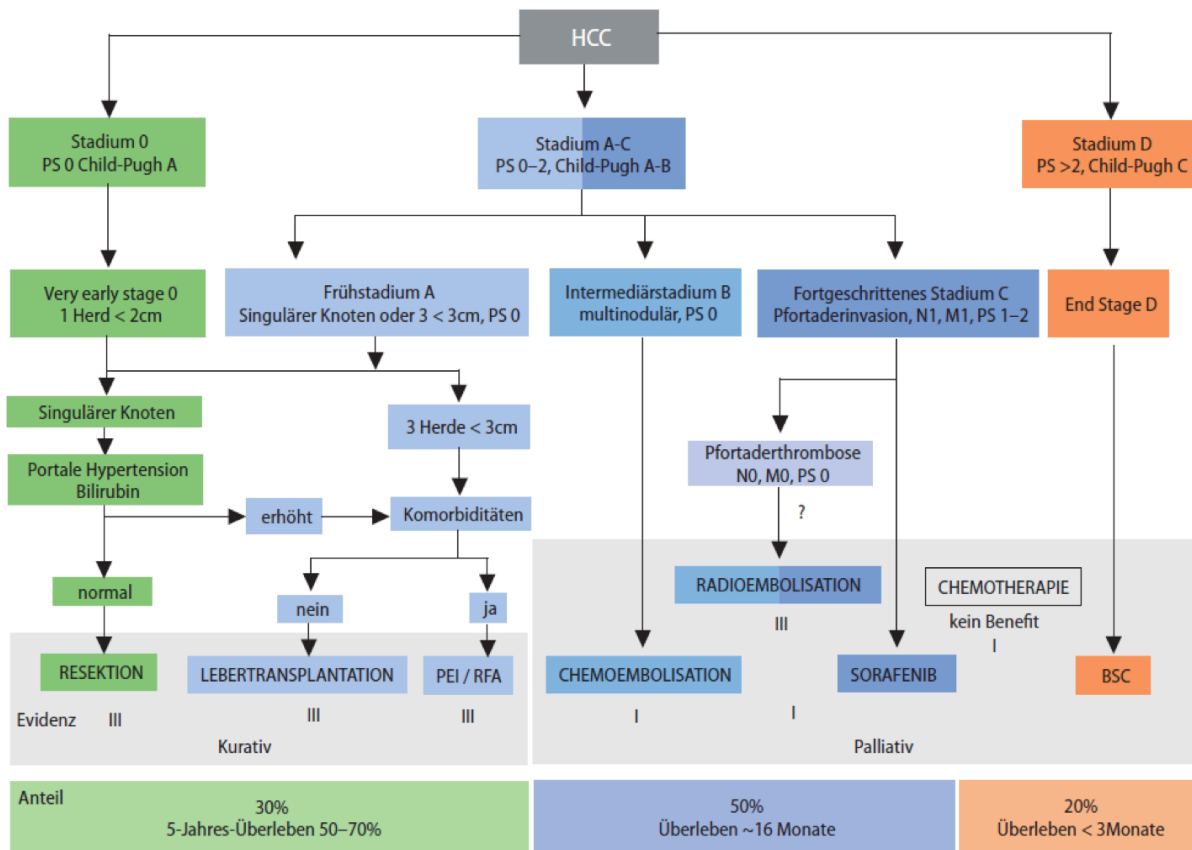 HCC
Stadium 0
PS 0 Child-Pugh A
Stadium A-C
PS 0–2, Child-Pugh A-B
Stadium D
PS >2, Child-Pugh C
Very early stage 0
1 Herd < 2cm
Frühstadium A
Singulärer Knoten oder 3 < 3cm, PS 0
Intermediärstadium B
multinodulär, PS 0
Fortgeschrittenes Stadium C
Pfortaderinvasion, N1, M1, PS 1–2
End Stage D
Singulärer Knoten
3 Herde < 3cm
Portale Hypertension
Bilirubin
Pfortaderthrombose
N0, M0, PS 0
erhöht
Komorbiditäten
?
normal
nein
ja
RADIOEMBOLISATION
III
CHEMOTHERAPIE
kein Benefit
I
RESEKTION
LEBERTRANSPLANTATION
PEI / RFA
CHEMOEMBOLISATION
SORAFENIB
BSC
Evidenz III
III
III
I
I
Kurativ
Palliativ
Anteil
30%
5-Jahres-Überleben 50–70%
50%
Überleben ~16 Monate
20%
Überleben < 3Monate